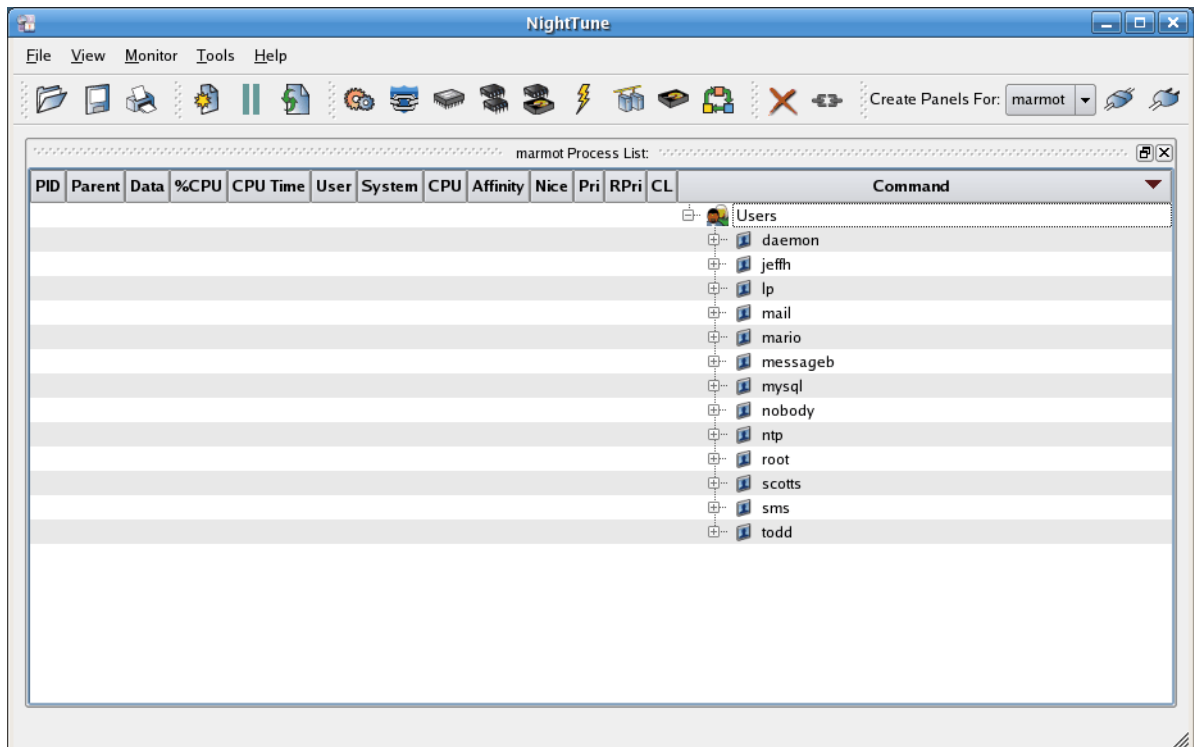 NightTune
File View Monitor Tools Help
Create Panels For: marmot
marmot Process List:
PID Parent Data %CPU CPU Time User System CPU Affinity Nice Pri RPri CL Command
Users
daemon
jeffh
lp
mail
mario
messageb
mysql
nobody
ntp
root
scotts
sms
todd